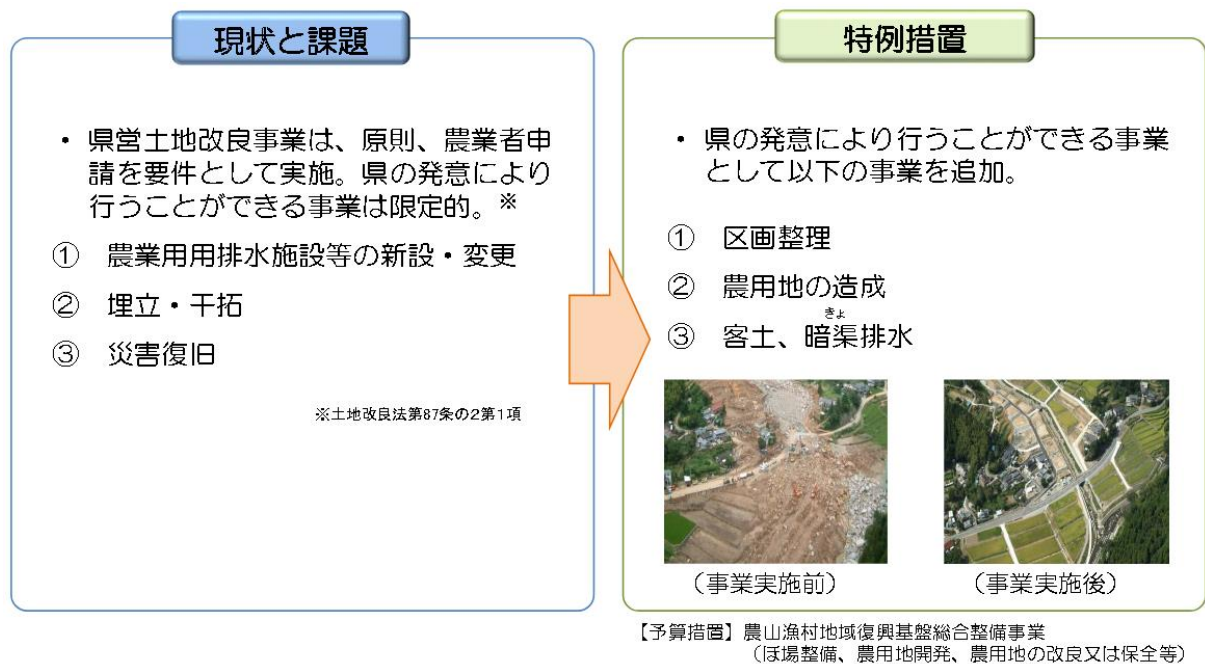 現状と課題
・ 県営土地改良事業は、原則、農業者申
請を要件として実施。県の発意により
行うことができる事業は限定的。※
① 農業用用排水施設等の新設・変更
② 埋立・干拓
③ 災害復旧
※土地改良法第87条の2第1項
特例措置
・ 県の発意により行うことができる事業
として以下の事業を追加。
① 区画整理
② 農用地の造成
きょ
③ 客土、暗渠排水
（事業実施前）
（事業実施後）
【予算措置】農山漁村地域復興基盤総合整備事業
（ほ場整備、農用地開発、農用地の改良又は保全等）